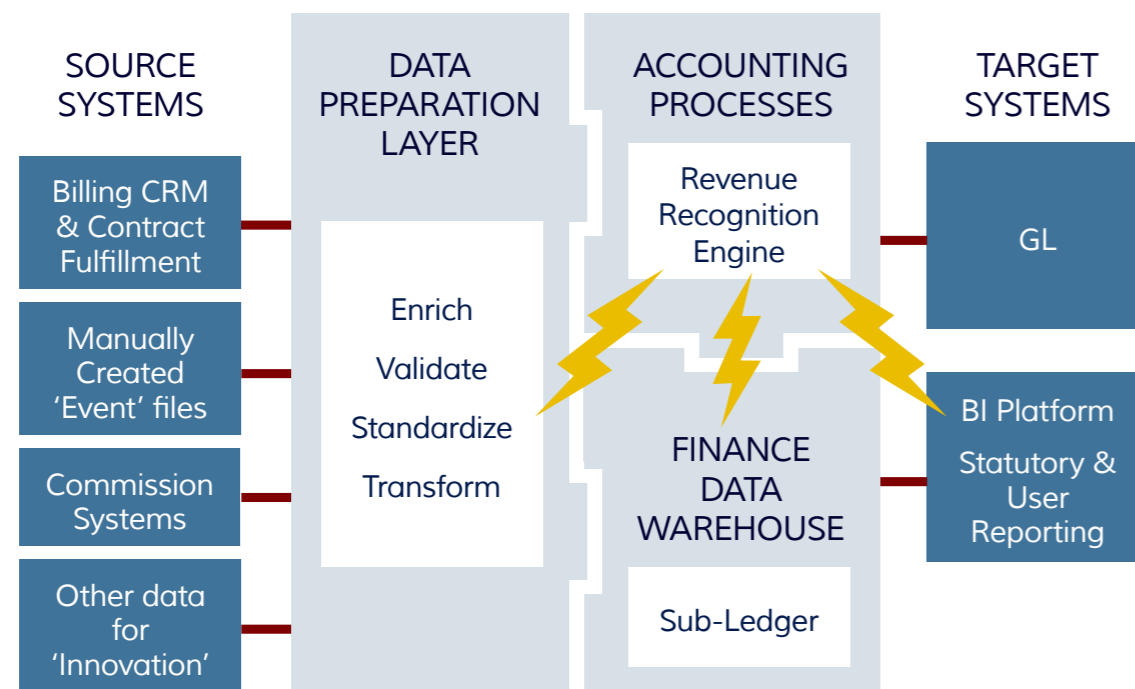 SOURCE
SYSTEMS
Billing CRM
& Contract
Fulfillment
Manually
Created
‘Event’ files
Commission
Systems
Other data
for
‘Innovation’
DATA
PREPARATION
LAYER
Enrich
Validate
Standardize
Transform
ACCOUNTING
PROCESSES
Revenue
Recognition
Engine
FINANCE
DATA
WAREHOUSE
Sub-Ledger
TARGET
SYSTEMS
GL
BI Platform
Statutory &
User
Reporting